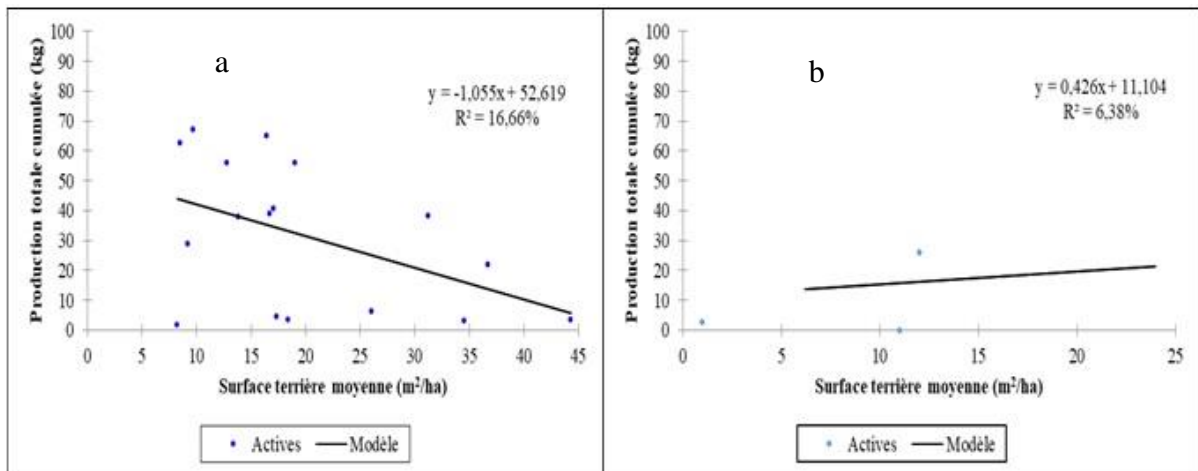 a
y = -1,055x + 52,619
R² = 16,66%
Production totale cumulée (kg)
100
90
80
70
60
50
40
30
20
10
0
0 5 10 15 20 25 30 35 40 45
Surface terrière moyenne (m²/ha)
Actives Modèle
b
y = 0,426x + 11,104
R² = 6,38%
Production totale cumulée (kg)
100
90
80
70
60
50
40
30
20
10
0
0 5 10 15 20 25
Surface terrière moyenne (m²/ha)
Actives Modèle